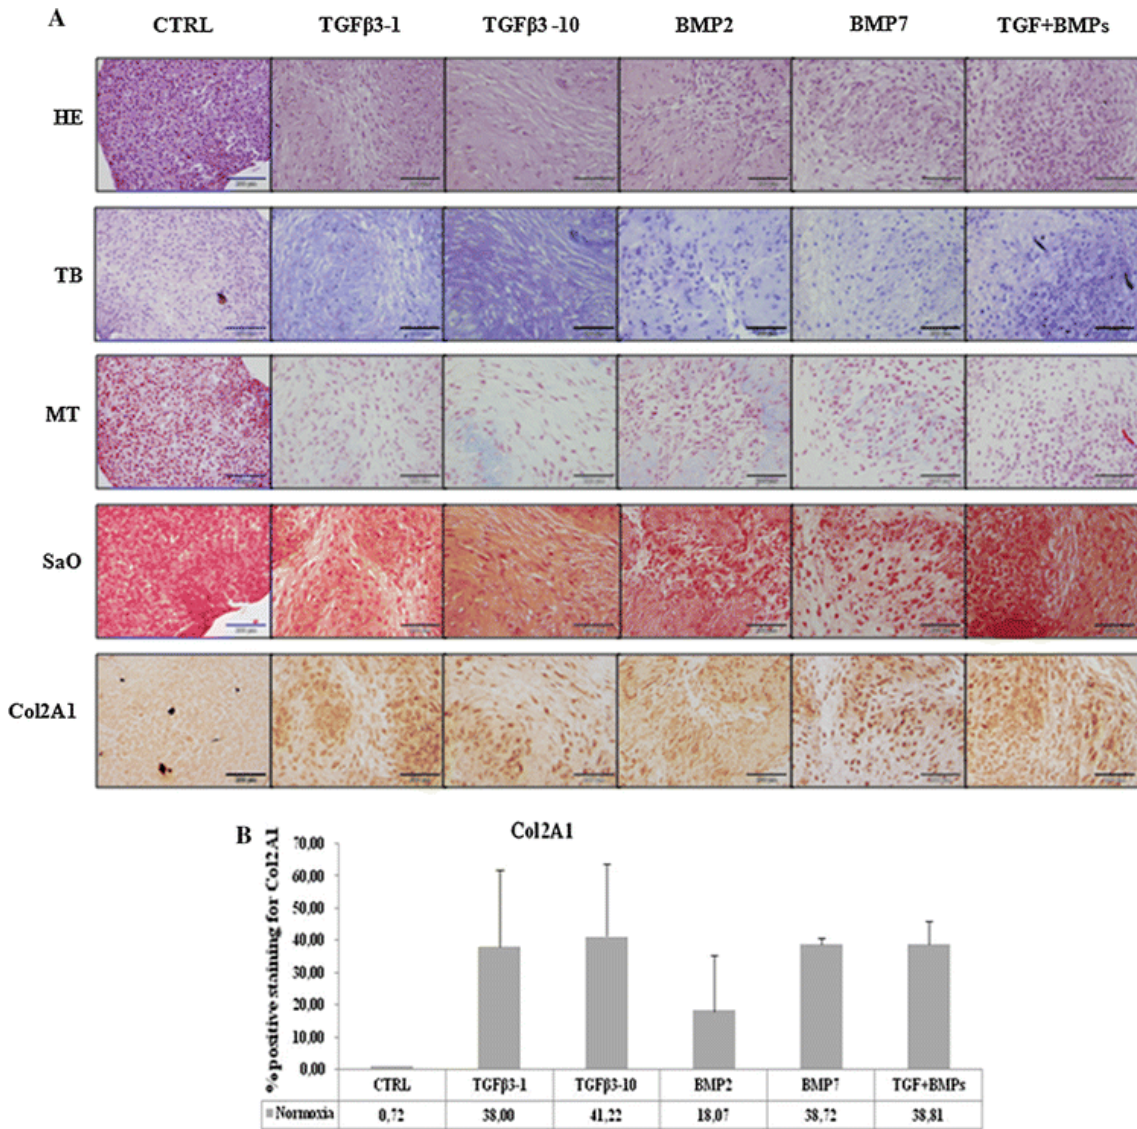 A
CTRL TGFβ3-1 TGFβ3-10 BMP2 BMP7 TGF+BMPs
HE
TB
MT
SaO
Col2A1
B
Col2A1
% positive staining for Col2A1
70,00
60,00
50,00
40,00
30,00
20,00
10,00
0,00
CTRL TGFβ3-1 TGFβ3-10 BMP2 BMP7 TGF+BMPs
Normoxia 0,72 38,00 41,22 18,07 38,72 38,81